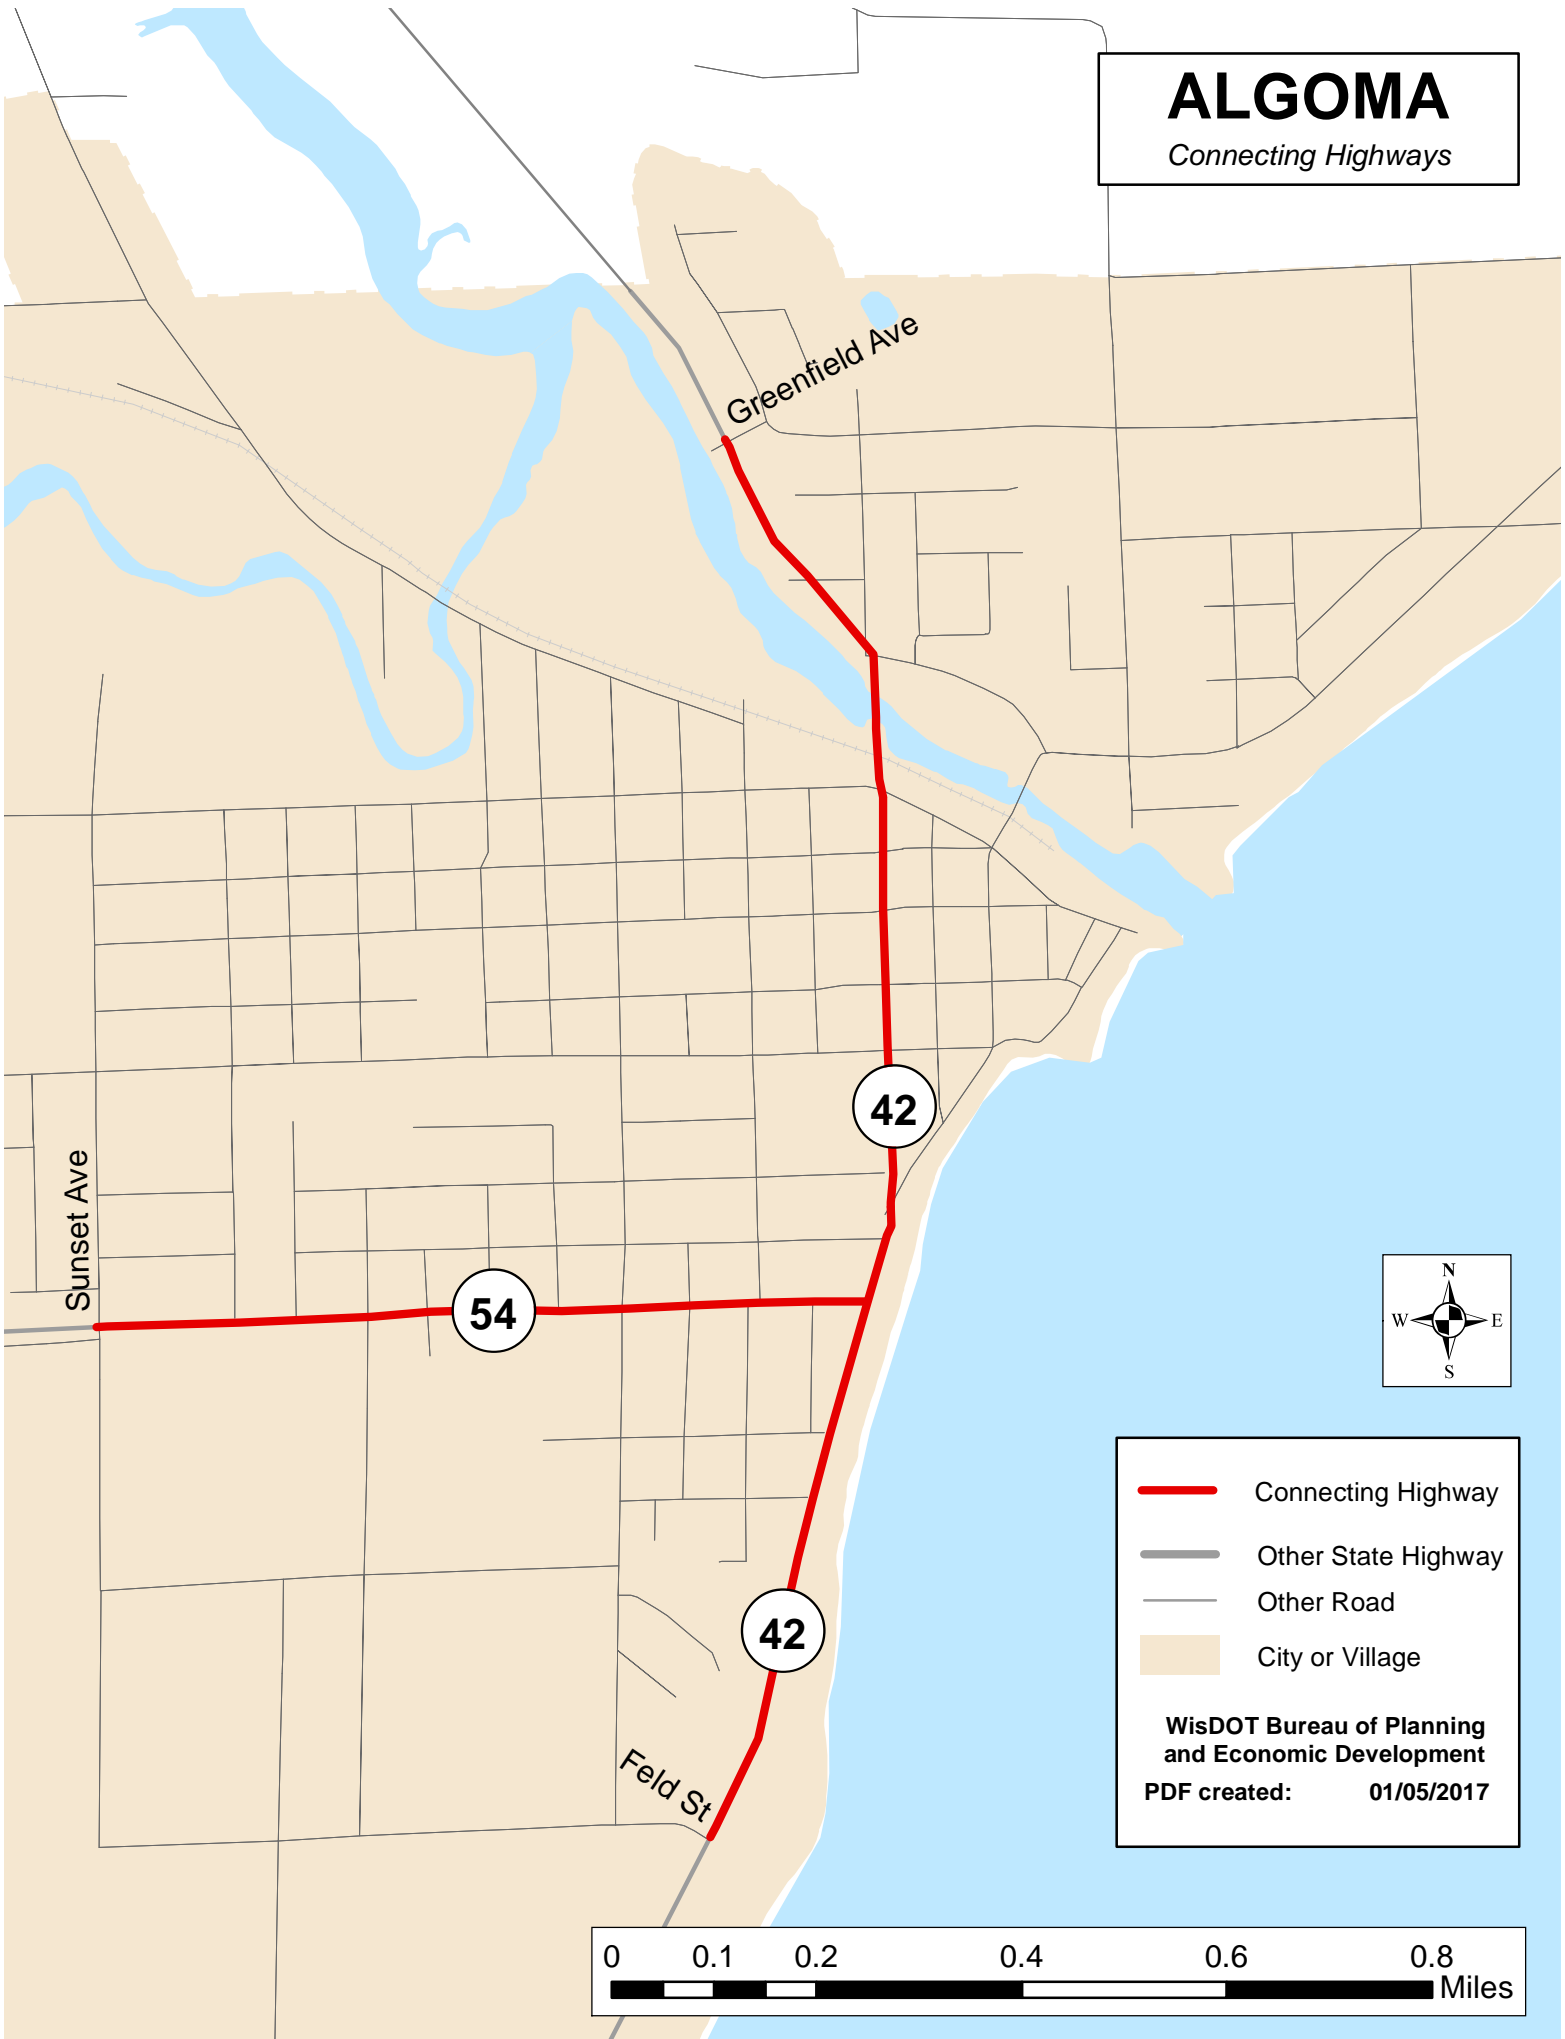 ALGOMA
Connecting Highways
Greenfield Ave
42
Sunset Ave
54
N
W E
S
Connecting Highway
Other State Highway
Other Road
City or Village
WisDOT Bureau of Planning
and Economic Development
PDF created: 01/05/2017
42
Feld St
0 0.1 0.2 0.4 0.6 0.8
Miles